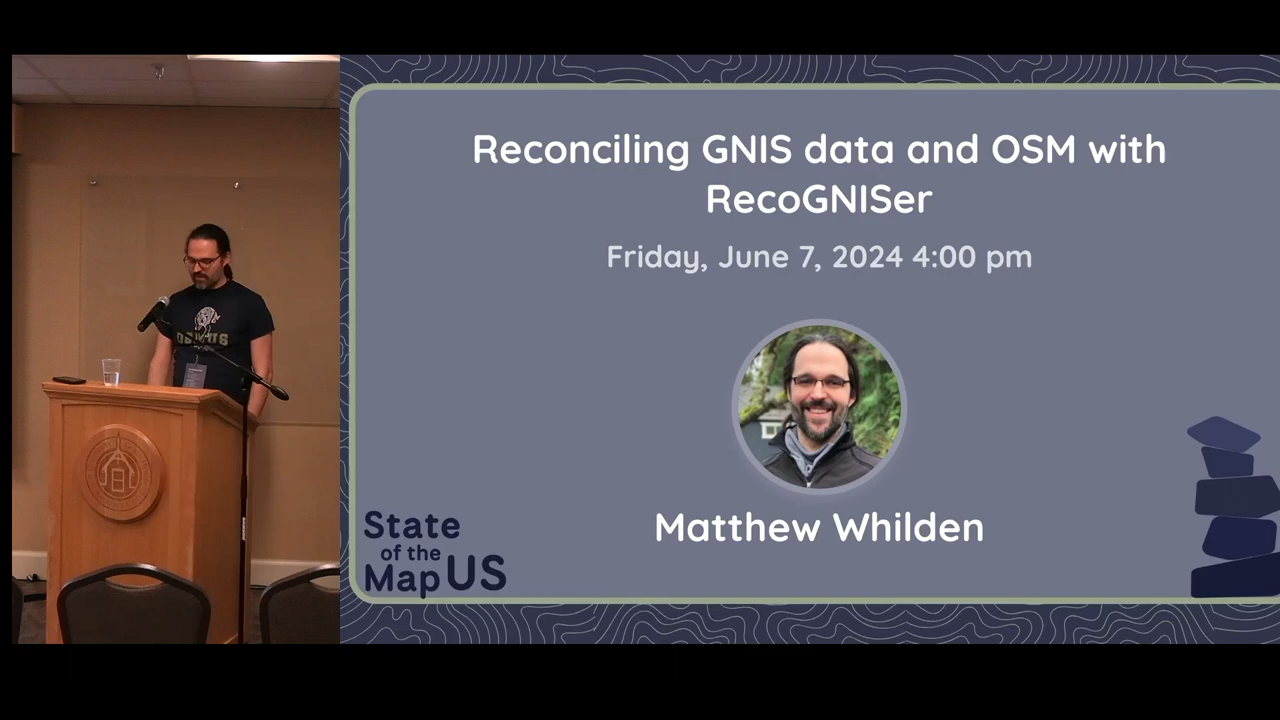 Reconciling GNIS data and OSM with
RecoGNISer
Friday, June 7, 2024 4:00 pm
Matthew Whilden
State
of the
Map US